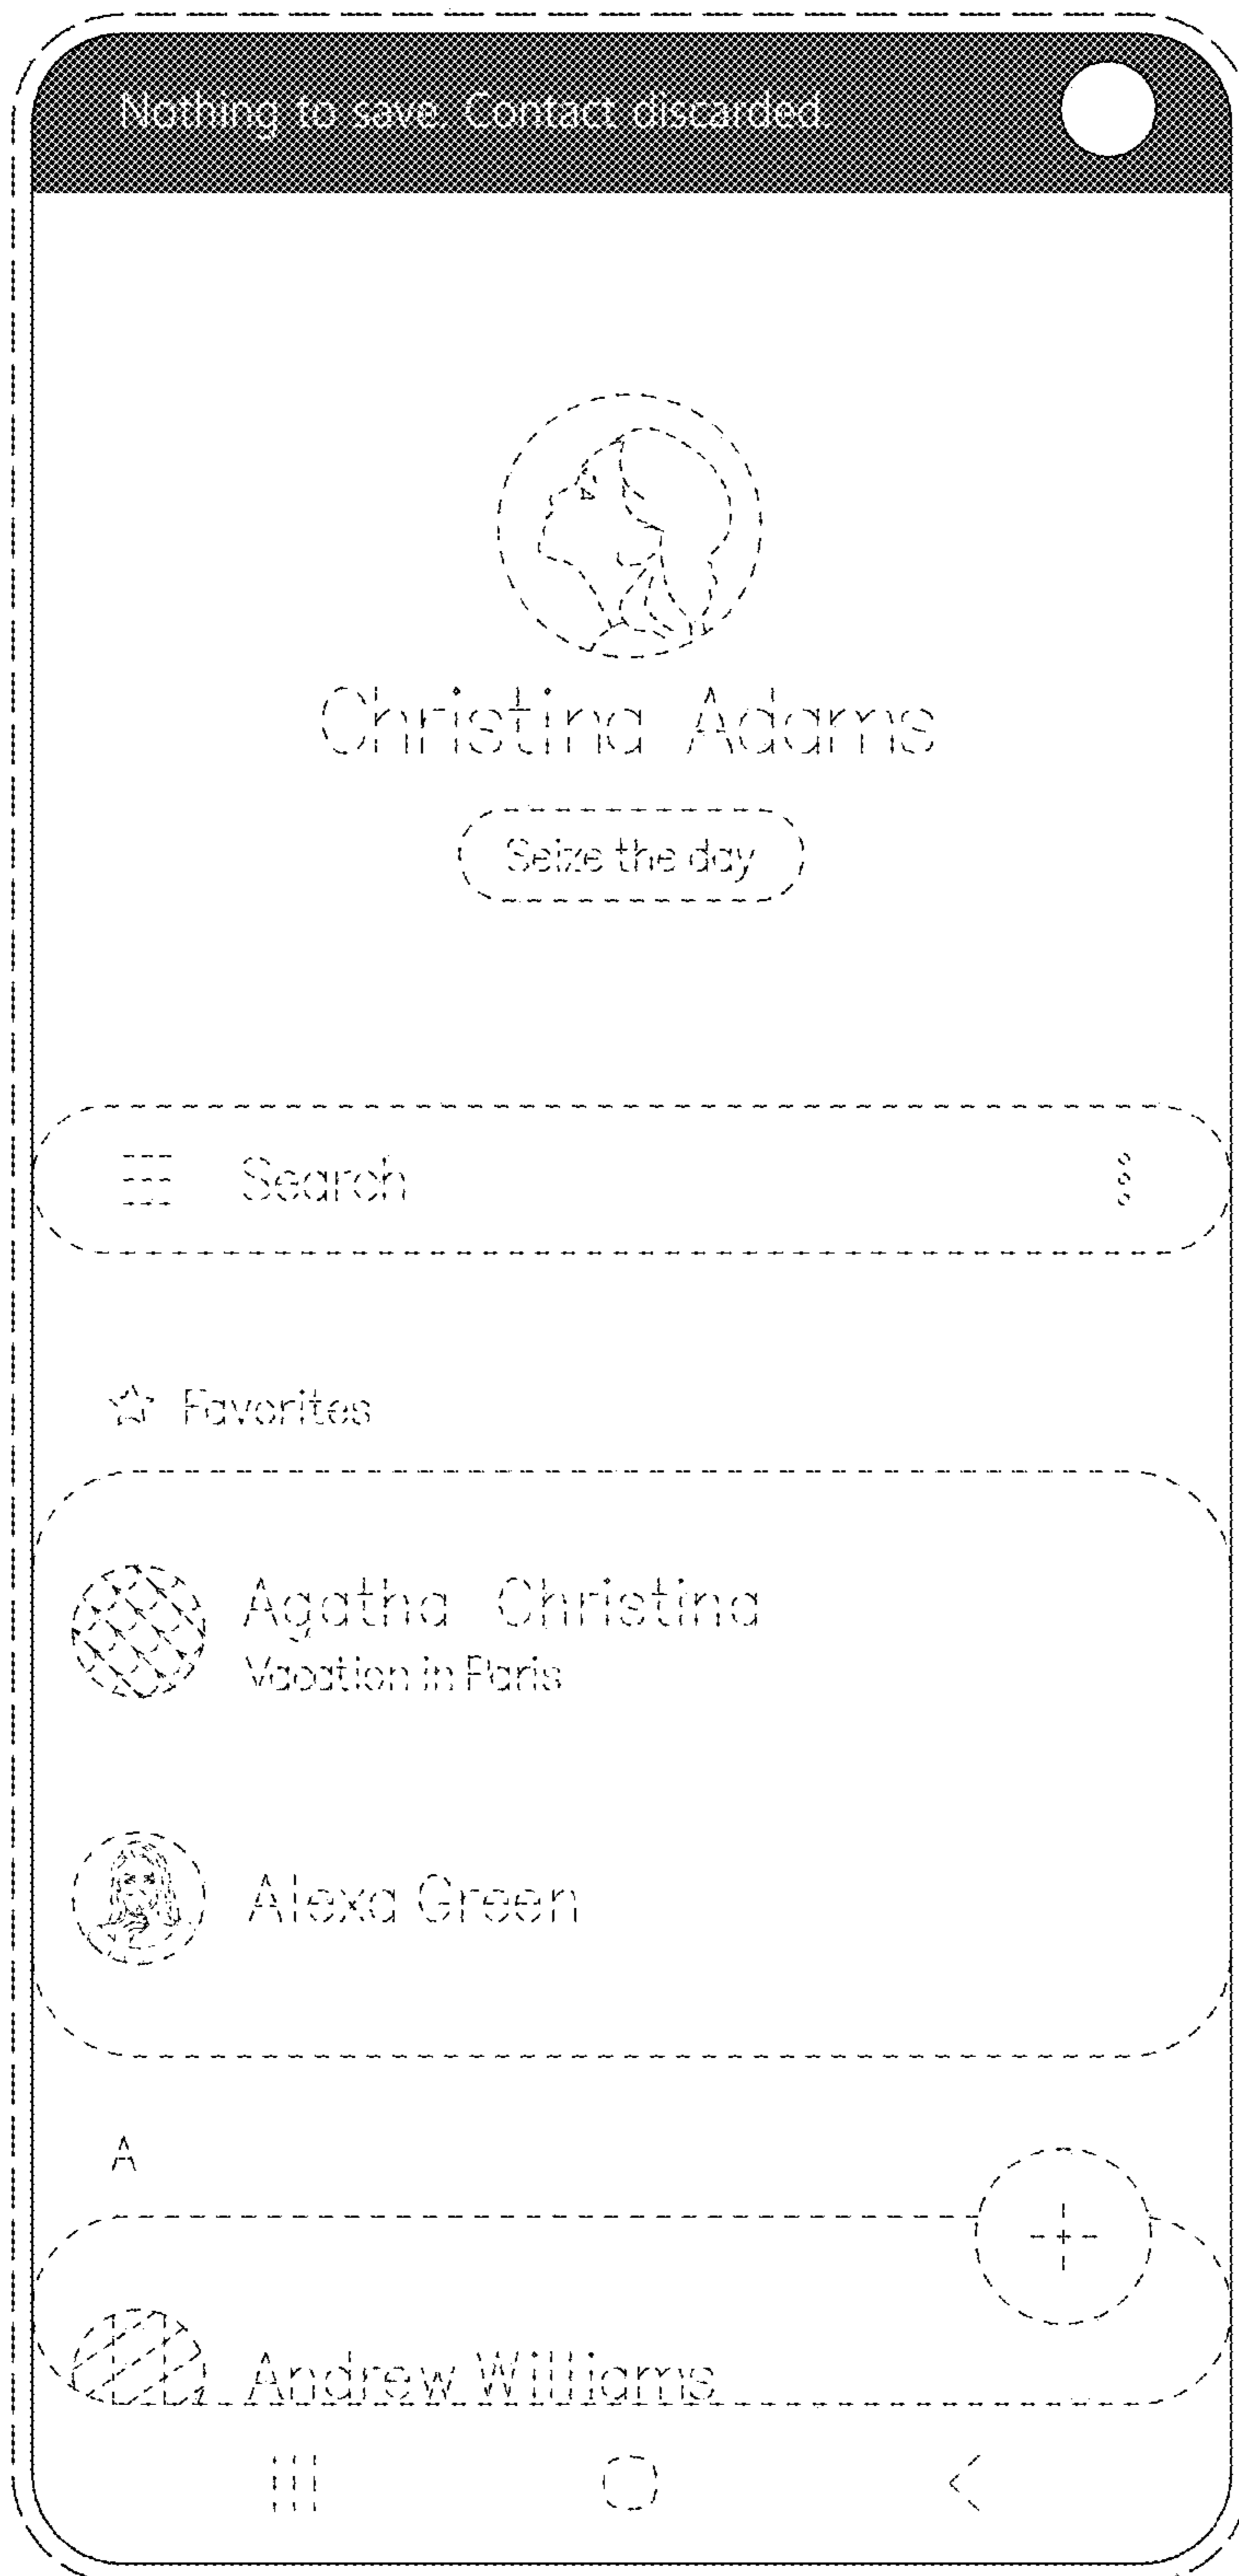 Nothing to save. Contact discarded.
Christina Adams
Seize the day
Search
Favorites
Agatha Christina
Vacation in Paris
Alexa Green
A
Andrew Williams